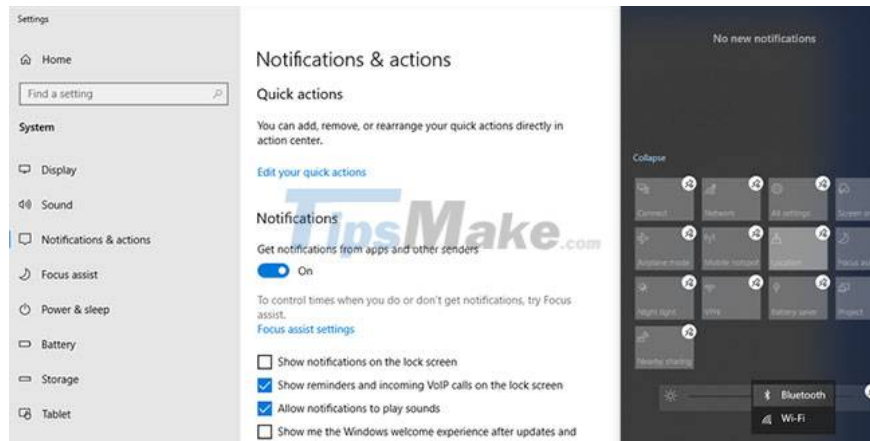 Settings
Home
Find a setting
System
Display
Sound
Notifications & actions
Focus assist
Power & sleep
Battery
Storage
Tablet
Notifications & actions
Quick actions
You can add, remove, or rearrange your quick actions directly in
action center.
Edit your quick actions
TipsMake.com
Notifications
Get notifications from apps and other senders
On
To control times when you do or don't get notifications, try Focus
assist.
Focus assist settings
Show notifications on the lock screen
Show reminders and incoming VoIP calls on the lock screen
Allow notifications to play sounds
Show me the Windows welcome experience after updates and
No new notifications
Collapse
Connect
Network
All settings
Screen
Airplane mode
Mobile hotspot
Location
Focus
Night light
VPN
Battery saver
Project
Nearby sharing
Bluetooth
Wi-Fi